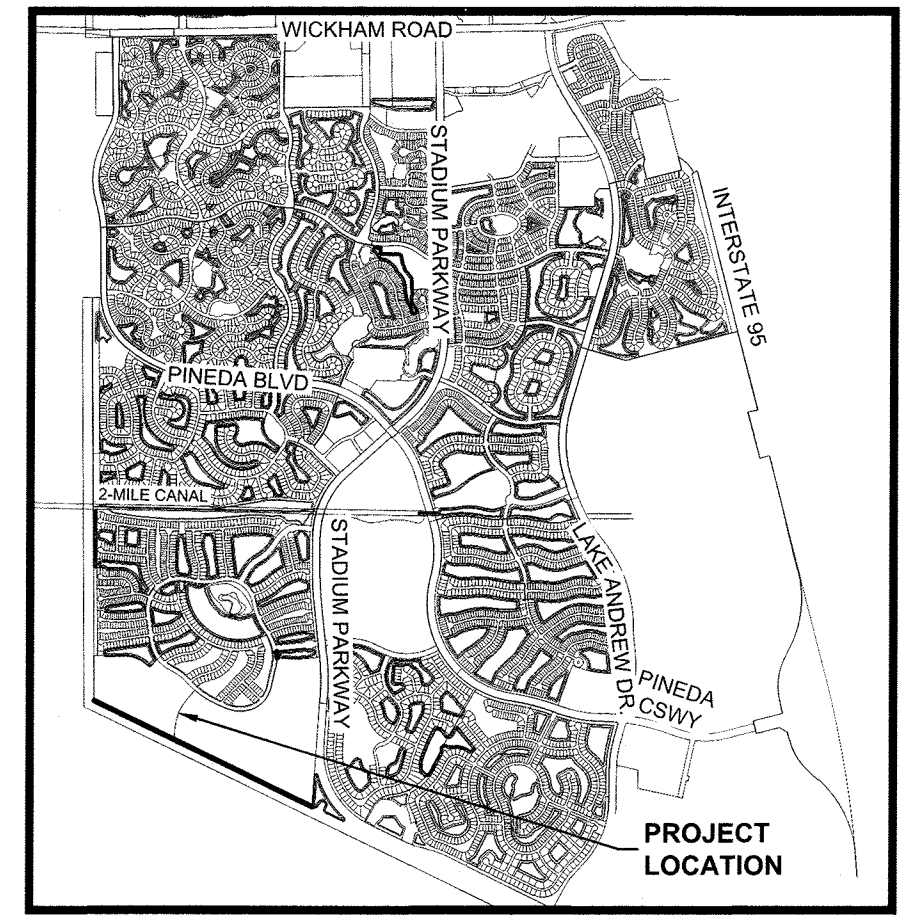 WICKHAM ROAD
STADIUM PARKWAY
INTERSTATE 95
PINEDA BLVD
2-MILE CANAL
STADIUM PARKWAY
LAKE ANDREW DR
PINEDA
CSWY
PROJECT
LOCATION